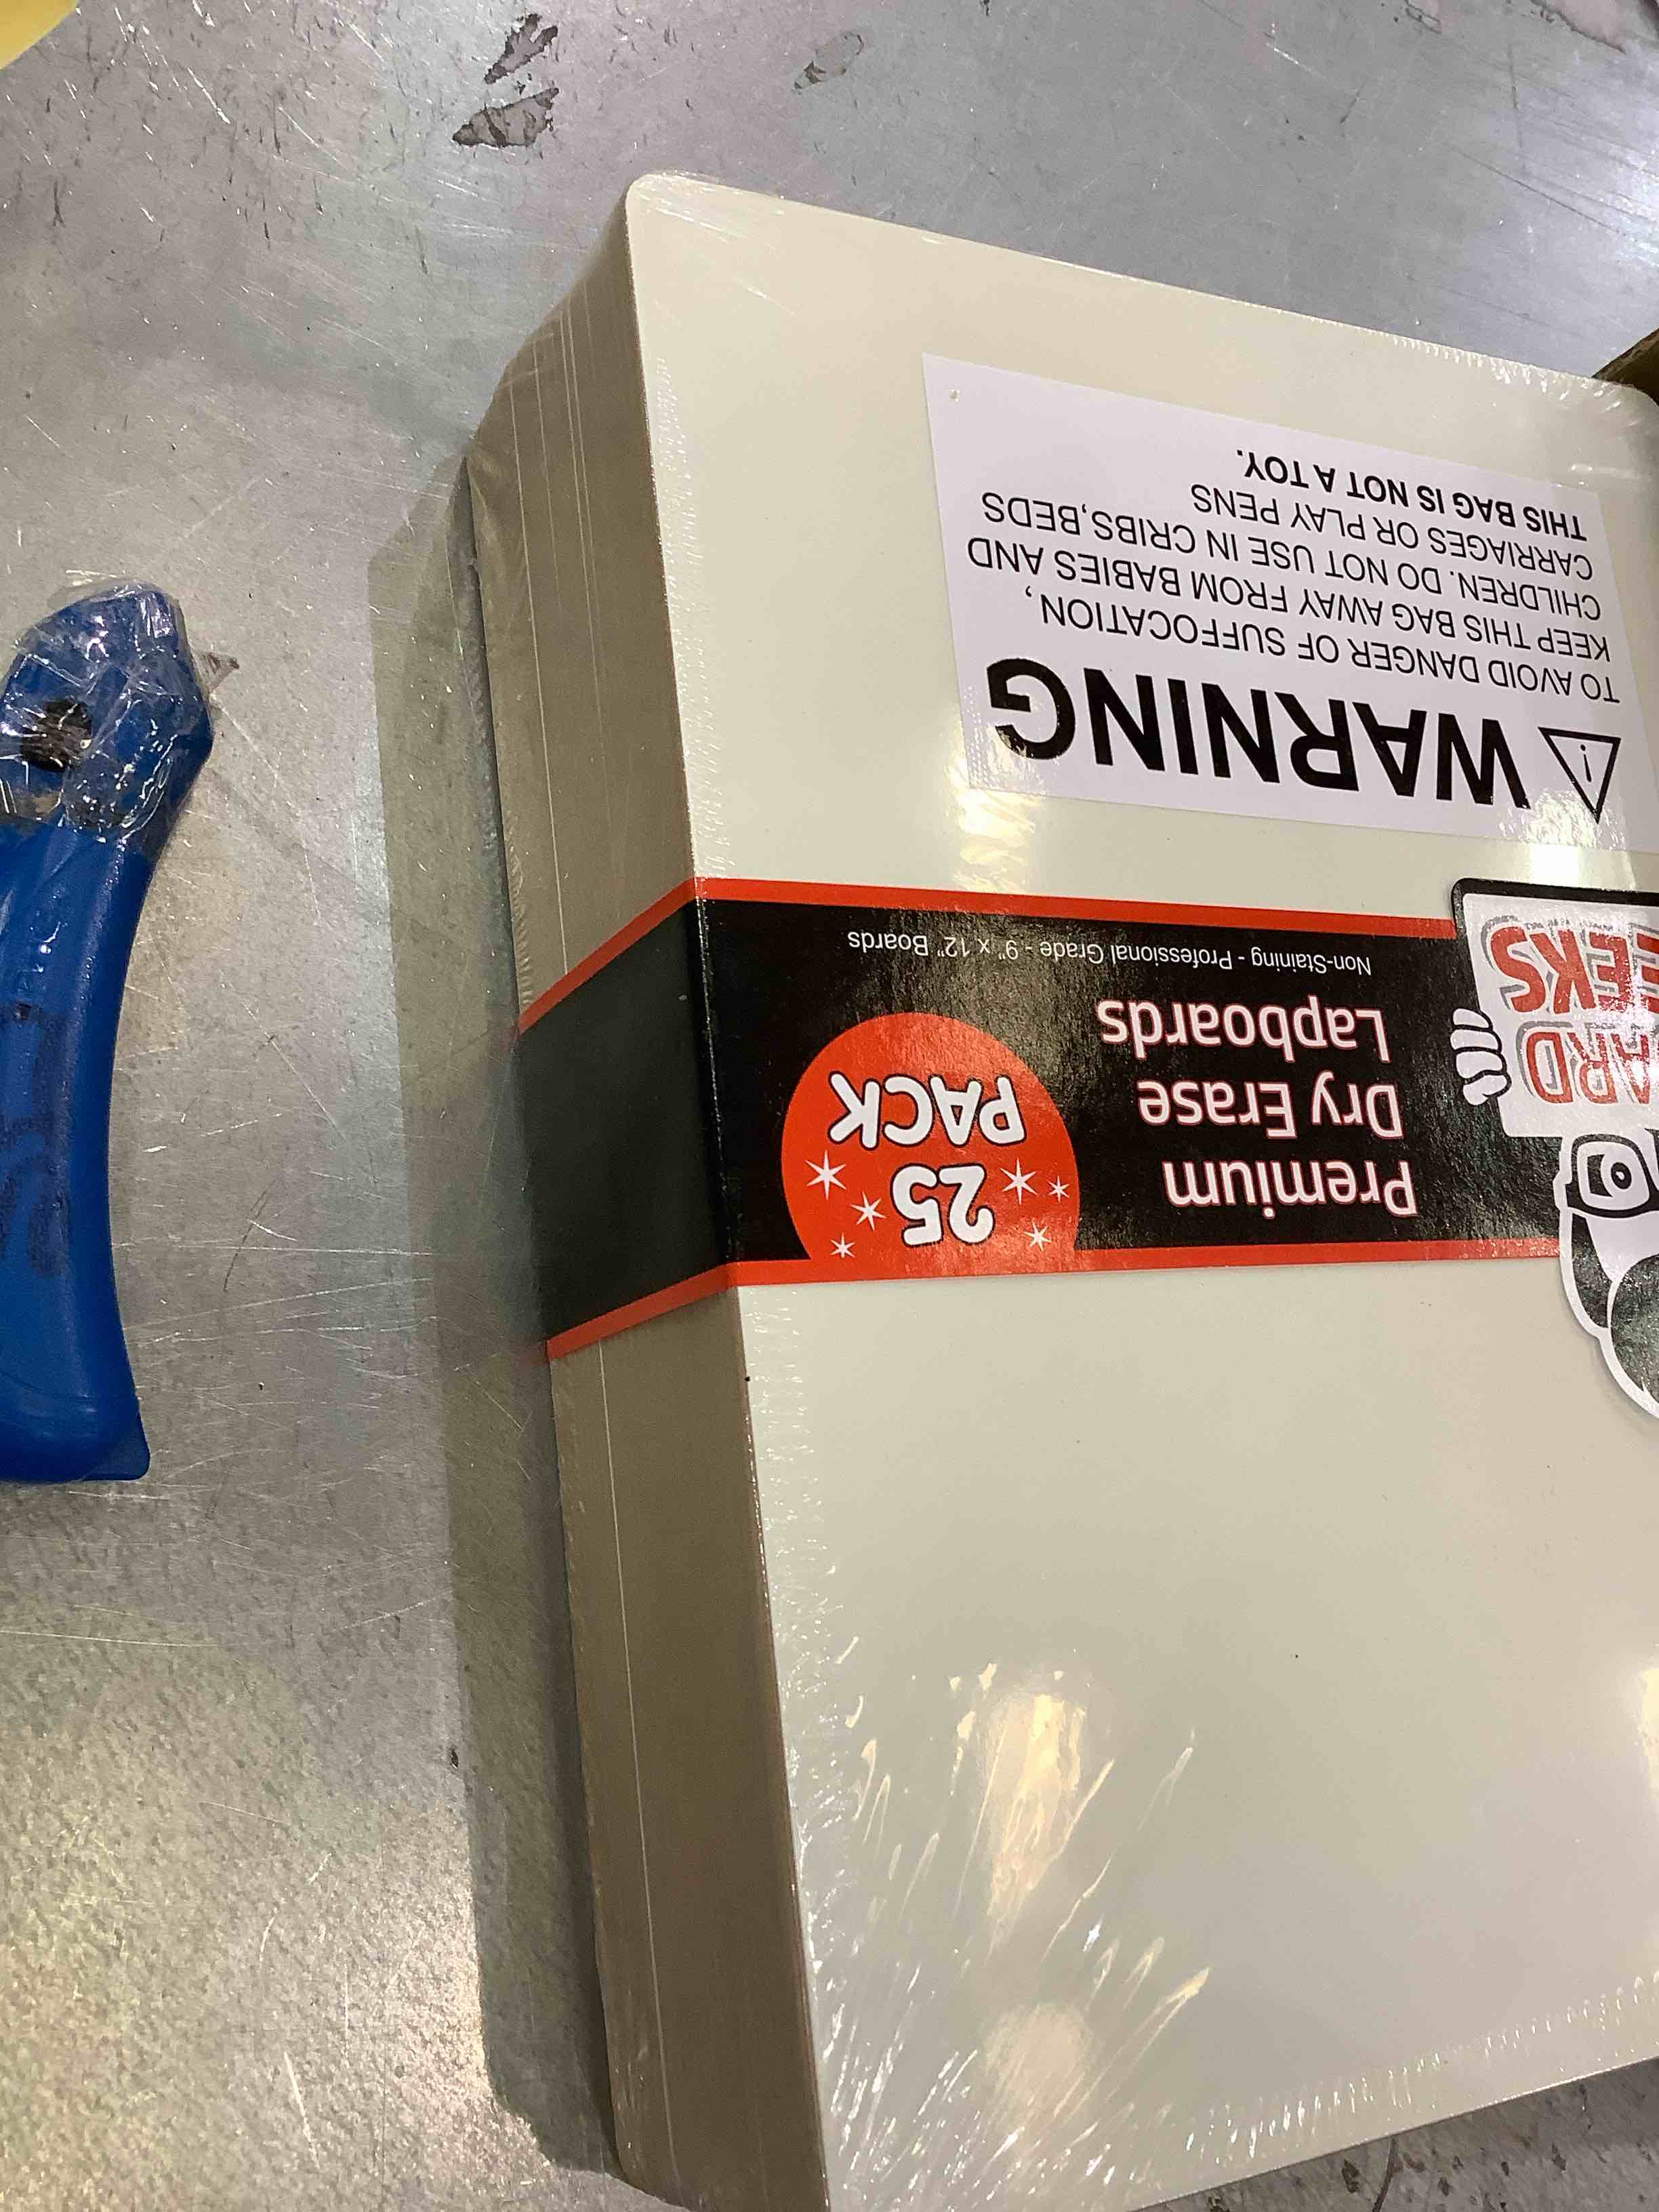 WARNING
TO AVOID DANGER OF SUFFOCATION,
KEEP THIS BAG AWAY FROM BABIES AND
CHILDREN. DO NOT USE IN CRIBS,BEDS
CARRIAGES OR PLAY PENS
THIS BAG IS NOT A TOY.
Premium
Dry Erase
Lapboards
Non-Staining - Professional Grade - 9" x 12" Boards
25
PACK